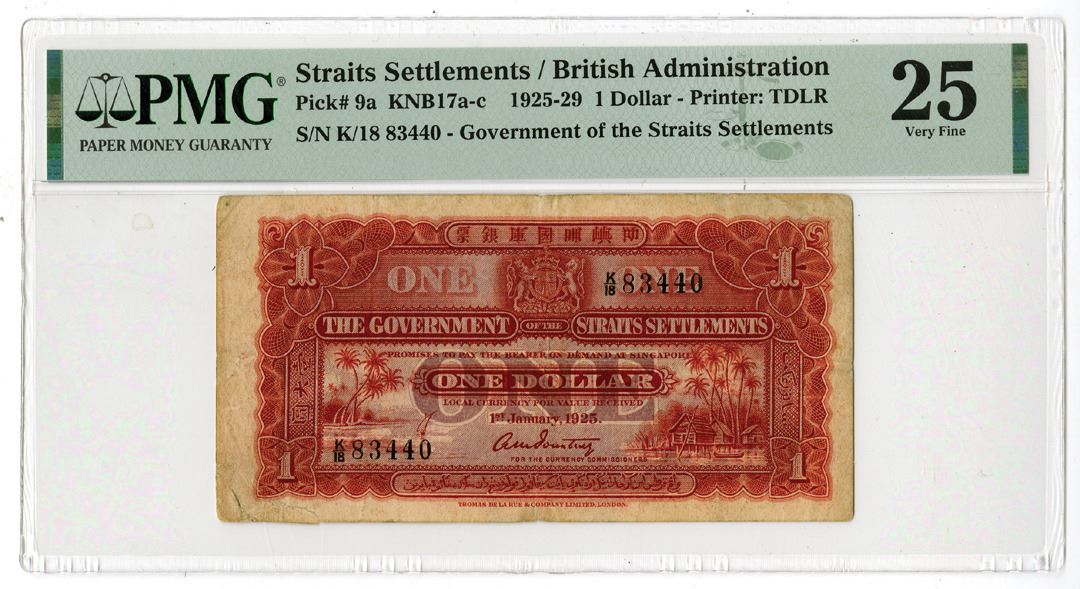 PMG®
PAPER MONEY GUARANTY
Straits Settlements / British Administration
Pick# 9a KNB17a-c 1925-29 1 Dollar - Printer: TDLR
S/N K/18 83440 - Government of the Straits Settlements
25
Very Fine
1
1
ONE
K/18 83440
THE GOVERNMENT OF THE STRAITS SETTLEMENTS
PROMISES TO PAY THE BEARER ON DEMAND AT SINGAPORE
ONE DOLLAR
ONE
LOCAL CURRENCY FOR VALUE RECEIVED
1st January, 1925.
K/18 83440
FOR THE CURRENCY COMMISSIONERS
1
1
THOMAS DE LA RUE & COMPANY LIMITED, LONDON.